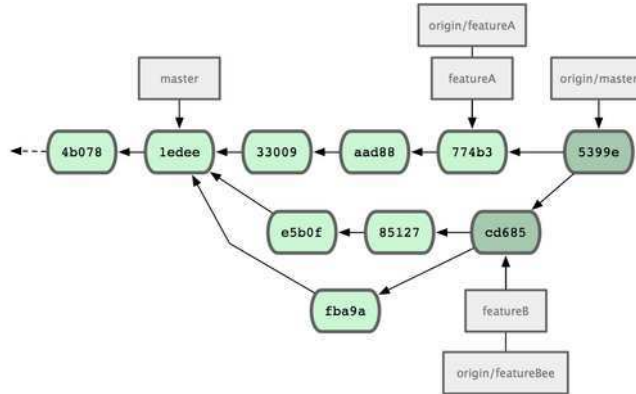 origin/featureA
master
featureA
origin/master
4b078
1edee
33009
aad88
774b3
5399e
e5b0f
85127
cd685
fba9a
featureB
origin/featureBee